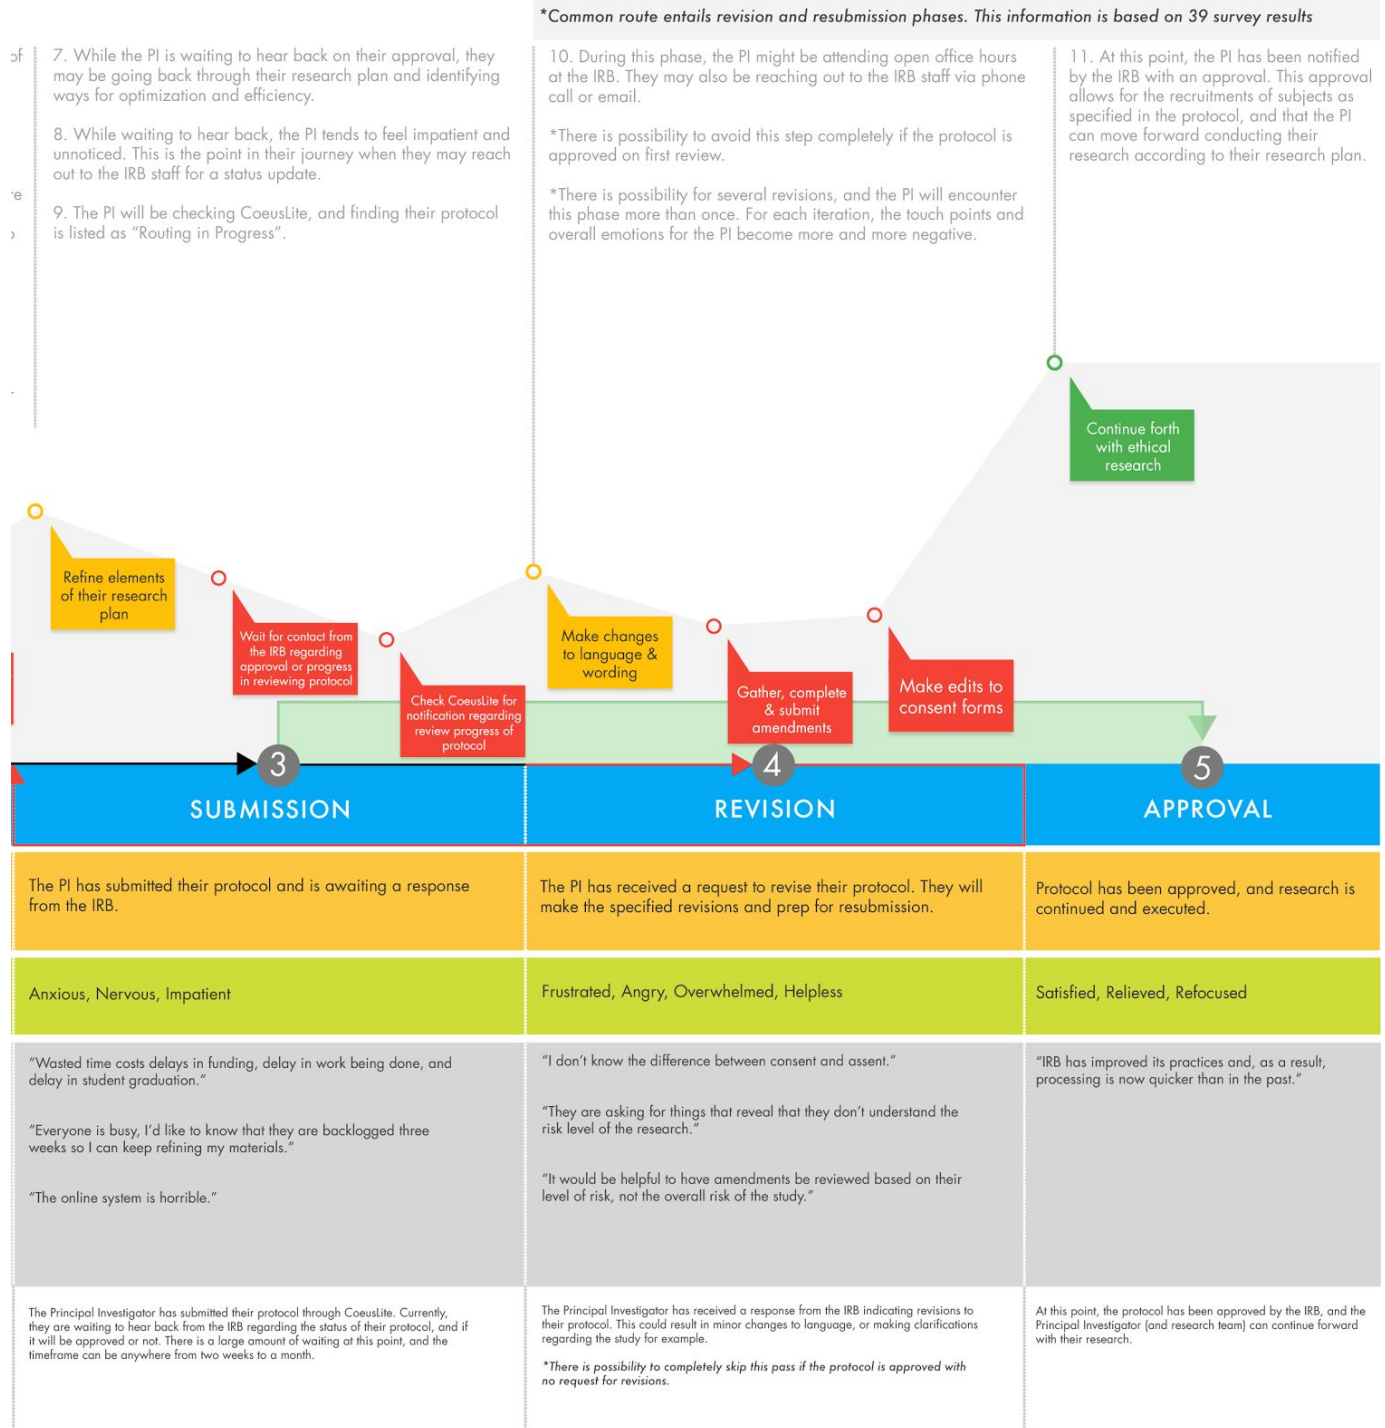 *Common route entails revision and resubmission phases. This information is based on 39 survey results
of
re
7. While the PI is waiting to hear back on their approval, they
may be going back through their research plan and identifying
ways for optimization and efficiency.
8. While waiting to hear back, the PI tends to feel impatient and
unnoticed. This is the point in their journey when they may reach
out to the IRB staff for a status update.
9. The PI will be checking CoeusLite, and finding their protocol
is listed as “Routing in Progress”.
10. During this phase, the PI might be attending open office hours
at the IRB. They may also be reaching out to the IRB staff via phone
call or email.
*There is possibility to avoid this step completely if the protocol is
approved on first review.
*There is possibility for several revisions, and the PI will encounter
this phase more than once. For each iteration, the touch points and
overall emotions for the PI become more and more negative.
11. At this point, the PI has been notified
by the IRB with an approval. This approval
allows for the recruitments of subjects as
specified in the protocol, and that the PI
can move forward conducting their
research according to their research plan.
Continue forth
with ethical
research
Refine elements
of their research
plan
Wait for contact from
the IRB regarding
approval or progress
in reviewing protocol
Check CoeusLite for
notification regarding
review progress of
protocol
Make changes
to language &
wording
Gather, complete
& submit
amendments
Make edits to
consent forms
3
SUBMISSION
4
REVISION
5
APPROVAL
The PI has submitted their protocol and is awaiting a response
from the IRB.
The PI has received a request to revise their protocol. They will
make the specified revisions and prep for resubmission.
Protocol has been approved, and research is
continued and executed.
Anxious, Nervous, Impatient
Frustrated, Angry, Overwhelmed, Helpless
Satisfied, Relieved, Refocused
“Wasted time costs delays in funding, delay in work being done, and
delay in student graduation.”
“Everyone is busy, I’d like to know that they are backlogged three
weeks so I can keep refining my materials.”
“The online system is horrible.”
“I don’t know the difference between consent and assent.”
“They are asking for things that reveal that they don’t understand the
risk level of the research.”
“It would be helpful to have amendments be reviewed based on their
level of risk, not the overall risk of the study.”
“IRB has improved its practices and, as a result,
processing is now quicker than in the past.”
The Principal Investigator has submitted their protocol through CoeusLite. Currently,
they are waiting to hear back from the IRB regarding the status of their protocol, and if
it will be approved or not. There is a large amount of waiting at this point, and the
timeframe can be anywhere from two weeks to a month.
The Principal Investigator has received a response from the IRB indicating revisions to
their protocol. This could result in minor changes to language, or making clarifications
regarding the study for example.
*There is possibility to completely skip this pass if the protocol is approved with
no request for revisions.
At this point, the protocol has been approved by the IRB, and the
Principal Investigator (and research team) can continue forward
with their research.